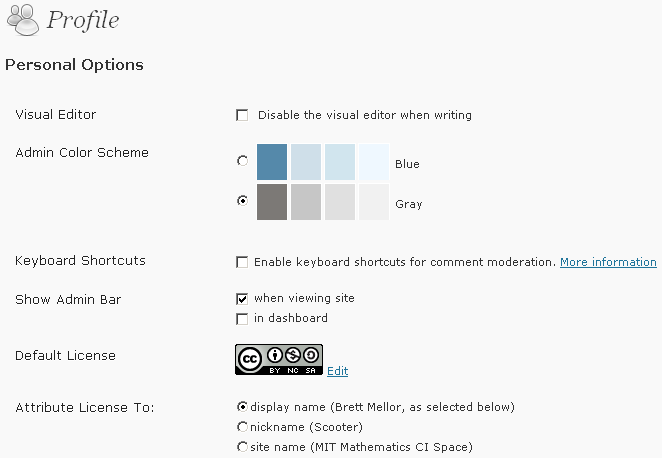 Profile
Personal Options
Visual Editor
Disable the visual editor when writing
Admin Color Scheme
Blue
Gray
Keyboard Shortcuts
Enable keyboard shortcuts for comment moderation. More information
Show Admin Bar
when viewing site
in dashboard
Default License
cc
BY NC SA
Edit
Attribute License To:
display name (Brett Mellor, as selected below)
nickname (Scooter)
site name (MIT Mathematics CI Space)